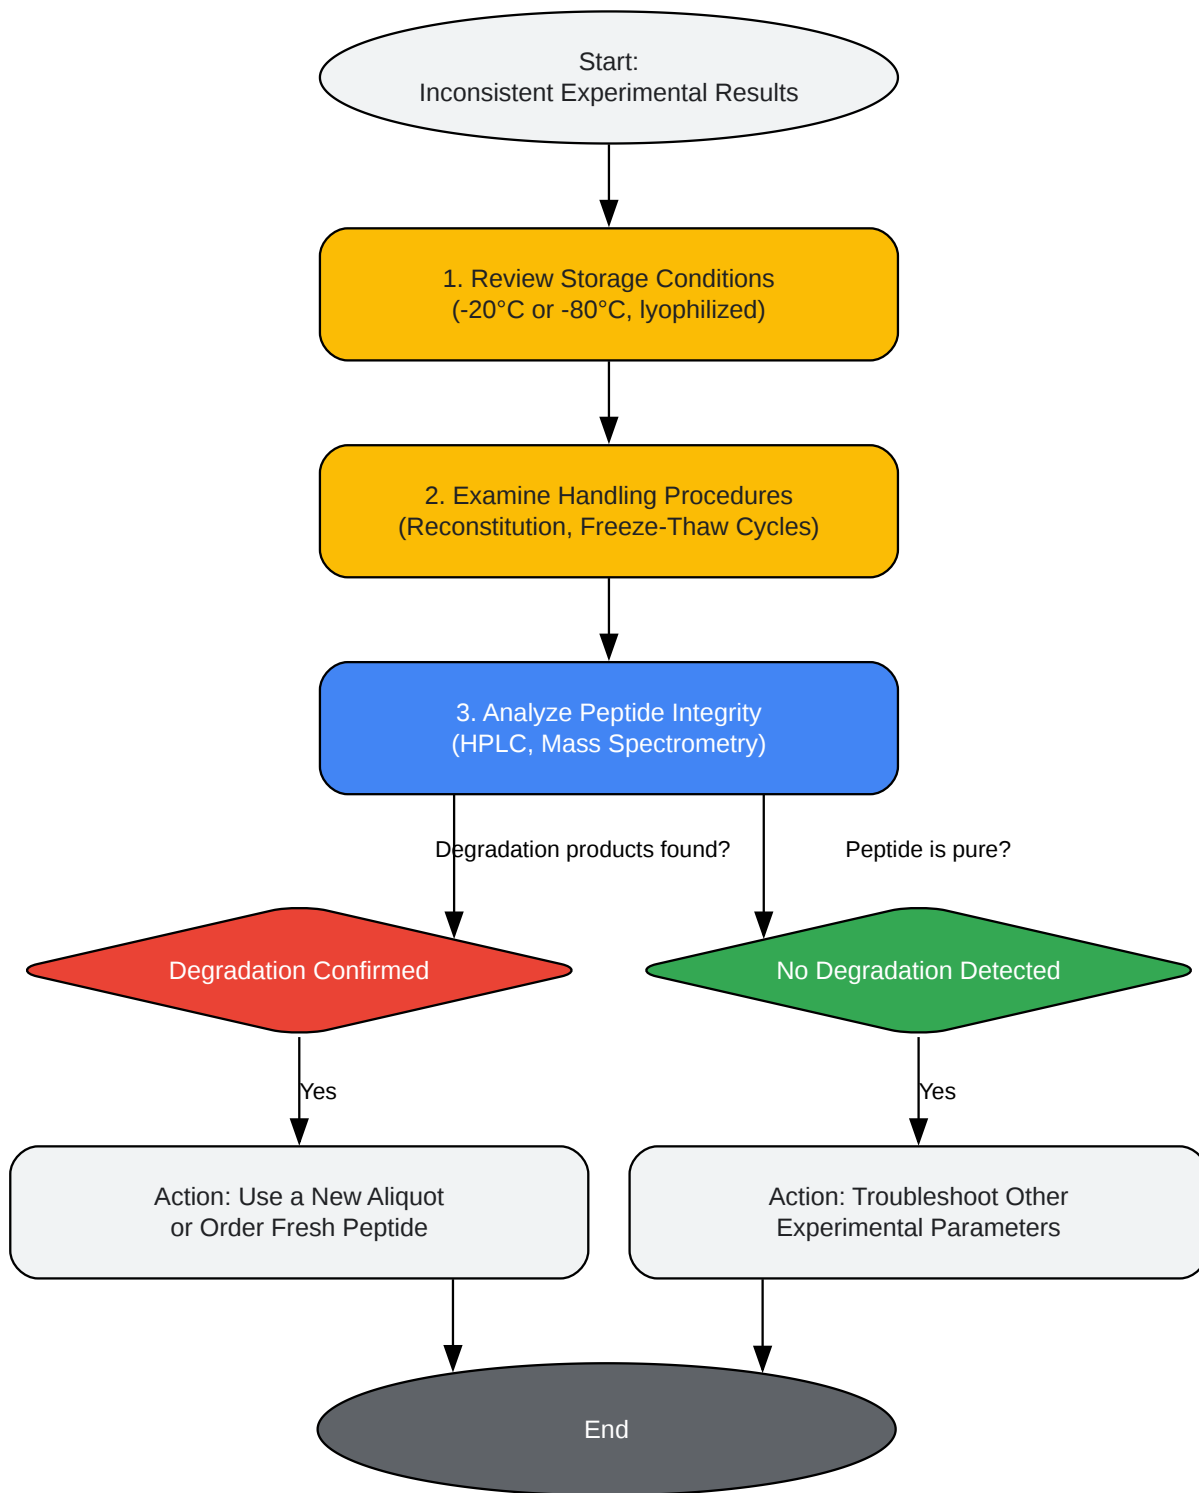 Start:
Inconsistent Experimental Results
1. Review Storage Conditions
(-20°C or -80°C, lyophilized)
2. Examine Handling Procedures
(Reconstitution, Freeze-Thaw Cycles)
3. Analyze Peptide Integrity
(HPLC, Mass Spectrometry)
Degradation products found?
Peptide is pure?
Degradation Confirmed
No Degradation Detected
Yes
Yes
Action: Use a New Aliquot
or Order Fresh Peptide
Action: Troubleshoot Other
Experimental Parameters
End